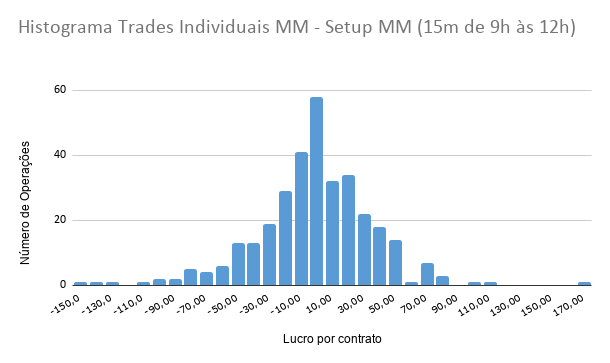 Histograma Trades Individuais MM - Setup MM (15m de 9h às 12h)
Número de Operações
60
40
20
0
-150,0 -130,0 -110,0 -90,00 -70,00 -50,00 -30,00 -10,00 10,00 30,00 50,00 70,00 90,00 110,00 130,00 150,00 170,00
Lucro por contrato